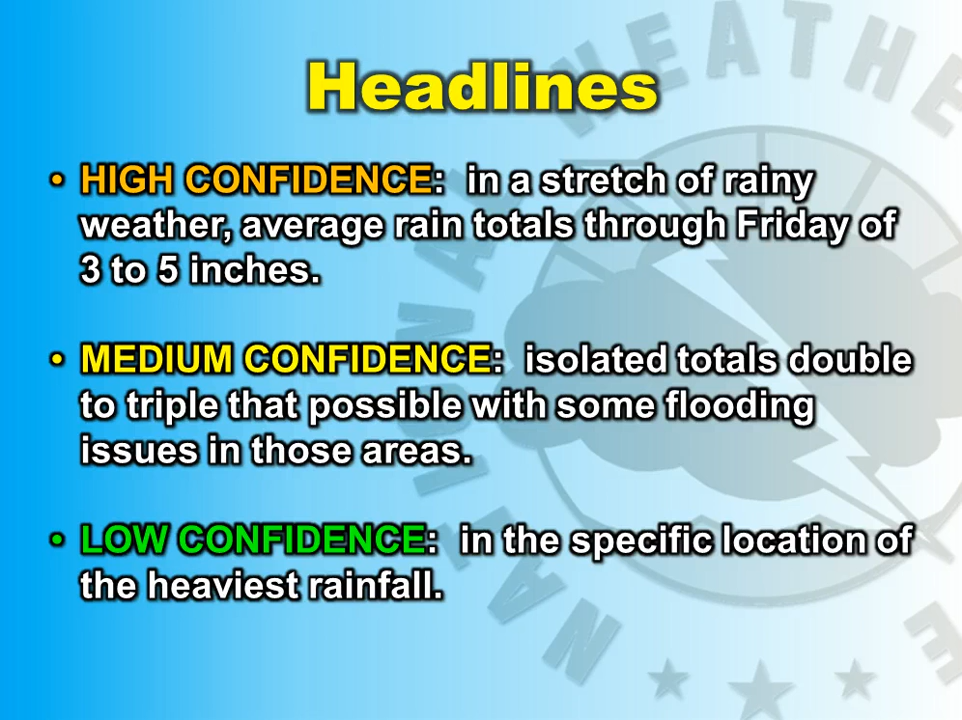 Headlines
• HIGH CONFIDENCE: in a stretch of rainy
weather, average rain totals through Friday of
3 to 5 inches.
• MEDIUM CONFIDENCE: isolated totals double
to triple that possible with some flooding
issues in those areas.
• LOW CONFIDENCE: in the specific location of
the heaviest rainfall.
NATIONAL WEATHE